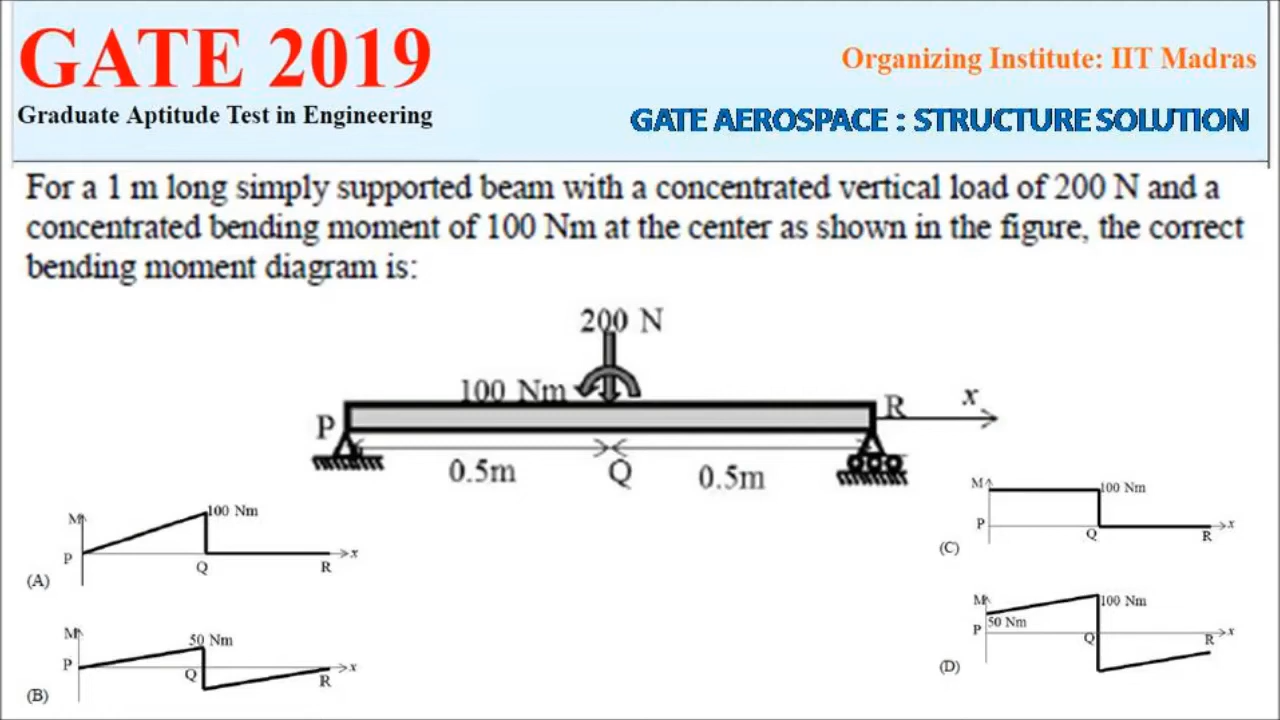 GATE 2019
Graduate Aptitude Test in Engineering
Organizing Institute: IIT Madras
GATE AEROSPACE : STRUCTURE SOLUTION
For a 1 m long simply supported beam with a concentrated vertical load of 200 N and a
concentrated bending moment of 100 Nm at the center as shown in the figure, the correct
bending moment diagram is:
200 N
100 Nm
P
R
x
0.5m
Q
0.5m
M
100 Nm
P
x
Q
R
(A)
M
50 Nm
P
x
Q
R
(B)
M
100 Nm
P
x
Q
R
(C)
M
100 Nm
50 Nm
P
x
Q
R
(D)